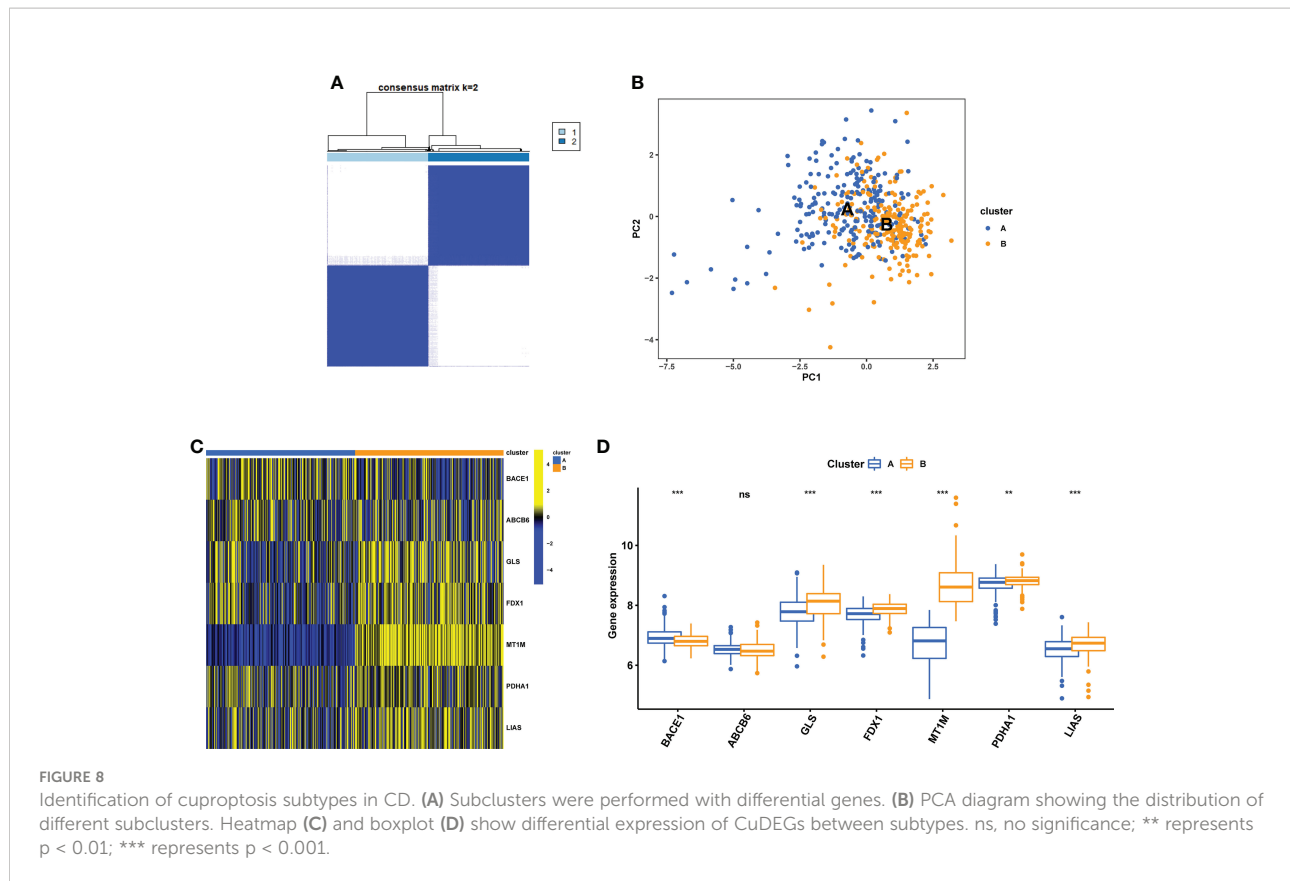 A
consensus matrix k=2
1
2
B
PC2
2
0
−2
−4
−7.5
−5.0
−2.5
0.0
2.5
PC1
A
B
cluster
A
B
C
cluster
BACE1
ABCB6
GLS
FDX1
MT1M
PDHA1
LIAS
4
2
0
−2
−4
cluster
A
B
D
Cluster
A
B
***
ns
***
***
***
**
***
Gene expression
10
8
6
BACE1
ABCB6
GLS
FDX1
MT1M
PDHA1
LIAS
FIGURE 8
Identification of cuproptosis subtypes in CD. (A) Subclusters were performed with differential genes. (B) PCA diagram showing the distribution of
different subclusters. Heatmap (C) and boxplot (D) show differential expression of CuDEGs between subtypes. ns, no significance; ** represents
p < 0.01; *** represents p < 0.001.